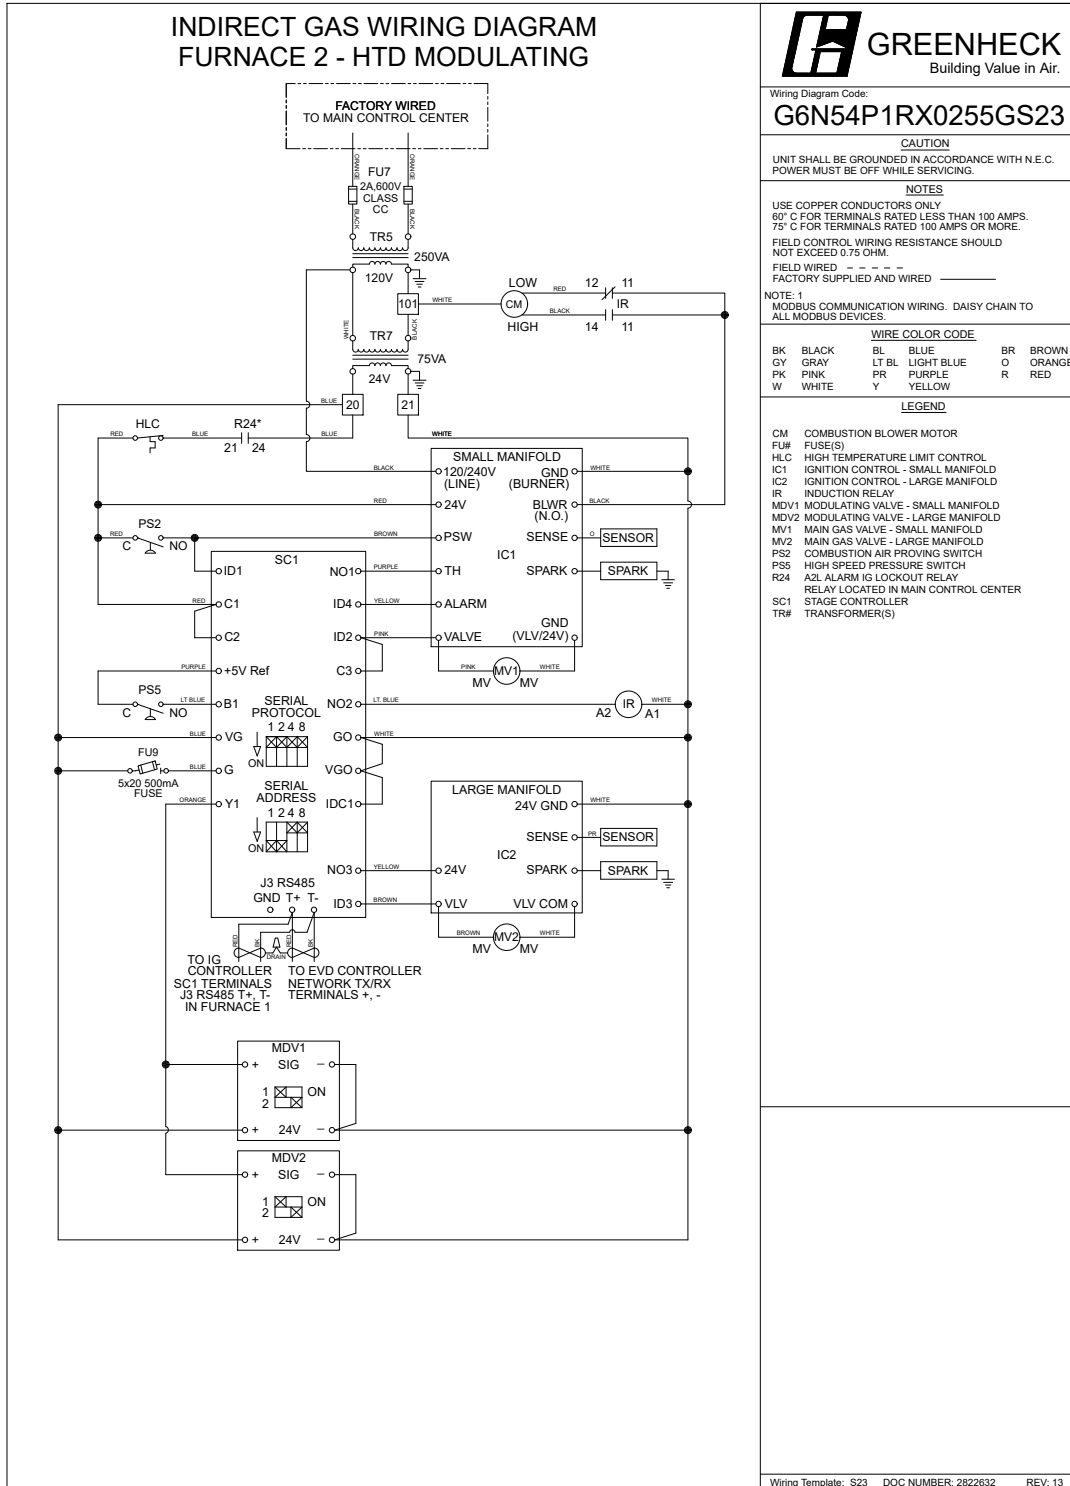 INDIRECT GAS WIRING DIAGRAM
FURNACE 2 - HTD MODULATING
FACTORY WIRED
TO MAIN CONTROL CENTER
ORANGE
ORANGE
FU7
2A,600V
CLASS
CC
BLACK
BLACK
TR5
250VA
120V
101
WHITE
CM
LOW
HIGH
RED
BLACK
12 11
IR
14 11
WHITE
BLACK
TR7
75VA
24V
BLUE
20
21
HLC
R24*
RED
BLUE
21 24
BLUE
WHITE
SMALL MANIFOLD
BLACK
120/240V
(LINE)
GND
(BURNER)
WHITE
RED
24V
BLWR
(N.O.)
BLACK
PS2
RED
C
NO
BROWN
PSW
SENSE
O
SENSOR
IC1
SC1
ID1
NO1
PURPLE
TH
SPARK
SPARK
RED
C1
ID4
YELLOW
ALARM
C2
ID2
PINK
VALVE
GND
(VLV/24V)
PURPLE
+5V Ref
C3
PINK
MV1
WHITE
MV
MV
PS5
C
NO
LT BLUE
B1
SERIAL
PROTOCOL
1 2 4 8
ON
NO2
LT. BLUE
IR
A2
A1
WHITE
BLUE
VG
GO
WHITE
FU9
5x20 500mA
FUSE
BLUE
G
VGO
SERIAL
ADDRESS
1 2 4 8
ON
ORANGE
Y1
IDC1
LARGE MANIFOLD
24V GND
WHITE
SENSE
PR
SENSOR
IC2
NO3
YELLOW
24V
SPARK
SPARK
J3 RS485
GND T+ T-
ID3
BROWN
VLV
VLV COM
BROWN
MV2
WHITE
MV
MV
RED
BK
DRAIN
RED
BK
TO IG
CONTROLLER
SC1 TERMINALS
J3 RS485 T+, T-
IN FURNACE 1
TO EVD CONTROLLER
NETWORK TX/RX
TERMINALS +, -
MDV1
+ SIG −
1
2
ON
+ 24V −
MDV2
+ SIG −
1
2
ON
+ 24V −
GREENHECK
Building Value in Air.
Wiring Diagram Code:
G6N54P1RX0255GS23
CAUTION
UNIT SHALL BE GROUNDED IN ACCORDANCE WITH N.E.C.
POWER MUST BE OFF WHILE SERVICING.
NOTES
USE COPPER CONDUCTORS ONLY
60° C FOR TERMINALS RATED LESS THAN 100 AMPS.
75° C FOR TERMINALS RATED 100 AMPS OR MORE.
FIELD CONTROL WIRING RESISTANCE SHOULD
NOT EXCEED 0.75 OHM.
FIELD WIRED
FACTORY SUPPLIED AND WIRED
NOTE: 1
MODBUS COMMUNICATION WIRING. DAISY CHAIN TO
ALL MODBUS DEVICES.
WIRE COLOR CODE
BK BLACK BL BLUE BR BROWN
GY GRAY LT BL LIGHT BLUE O ORANGE
PK PINK PR PURPLE R RED
W WHITE Y YELLOW
LEGEND
CM COMBUSTION BLOWER MOTOR
FU# FUSE(S)
HLC HIGH TEMPERATURE LIMIT CONTROL
IC1 IGNITION CONTROL - SMALL MANIFOLD
IC2 IGNITION CONTROL - LARGE MANIFOLD
IR INDUCTION RELAY
MDV1 MODULATING VALVE - SMALL MANIFOLD
MDV2 MODULATING VALVE - LARGE MANIFOLD
MV1 MAIN GAS VALVE - SMALL MANIFOLD
MV2 MAIN GAS VALVE - LARGE MANIFOLD
PS2 COMBUSTION AIR PROVING SWITCH
PS5 HIGH SPEED PRESSURE SWITCH
R24 A2L ALARM IG LOCKOUT RELAY
RELAY LOCATED IN MAIN CONTROL CENTER
SC1 STAGE CONTROLLER
TR# TRANSFORMER(S)
Wiring Template: S23 DOC NUMBER: 2822632 REV: 13